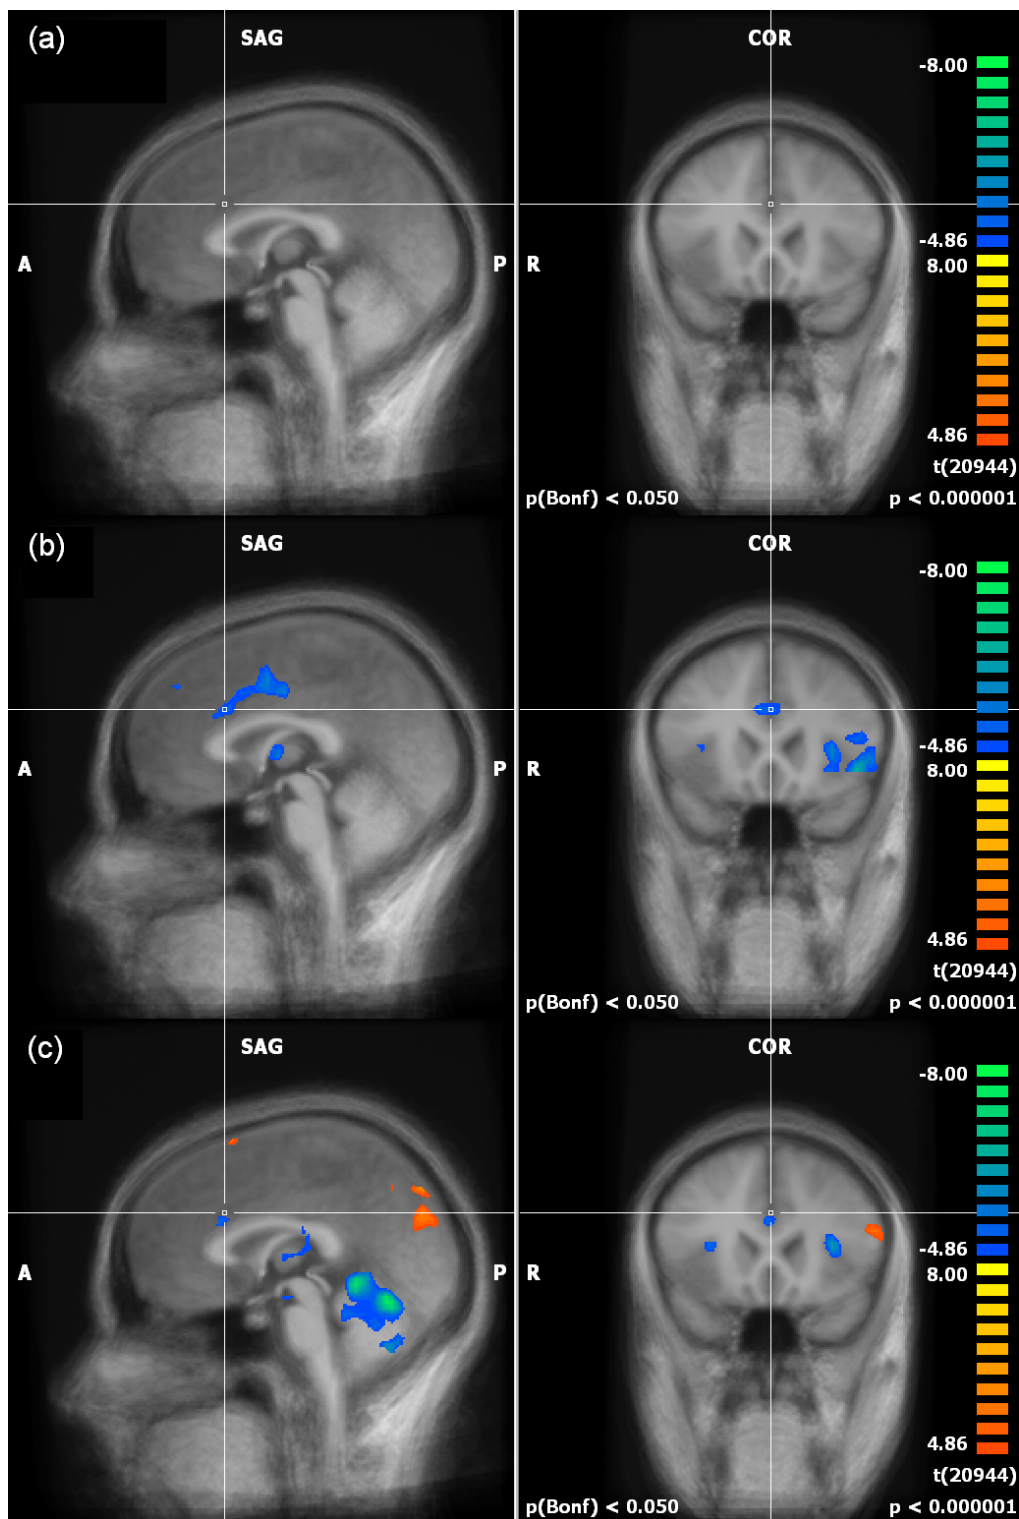 (a)
SAG
COR
-8.00
-4.86
8.00
A
P
R
4.86
t(20944)
p(Bonf) < 0.050
p < 0.000001
(b)
SAG
COR
-8.00
-4.86
8.00
A
P
R
4.86
t(20944)
p(Bonf) < 0.050
p < 0.000001
(c)
SAG
COR
-8.00
-4.86
8.00
A
P
R
4.86
t(20944)
p(Bonf) < 0.050
p < 0.000001